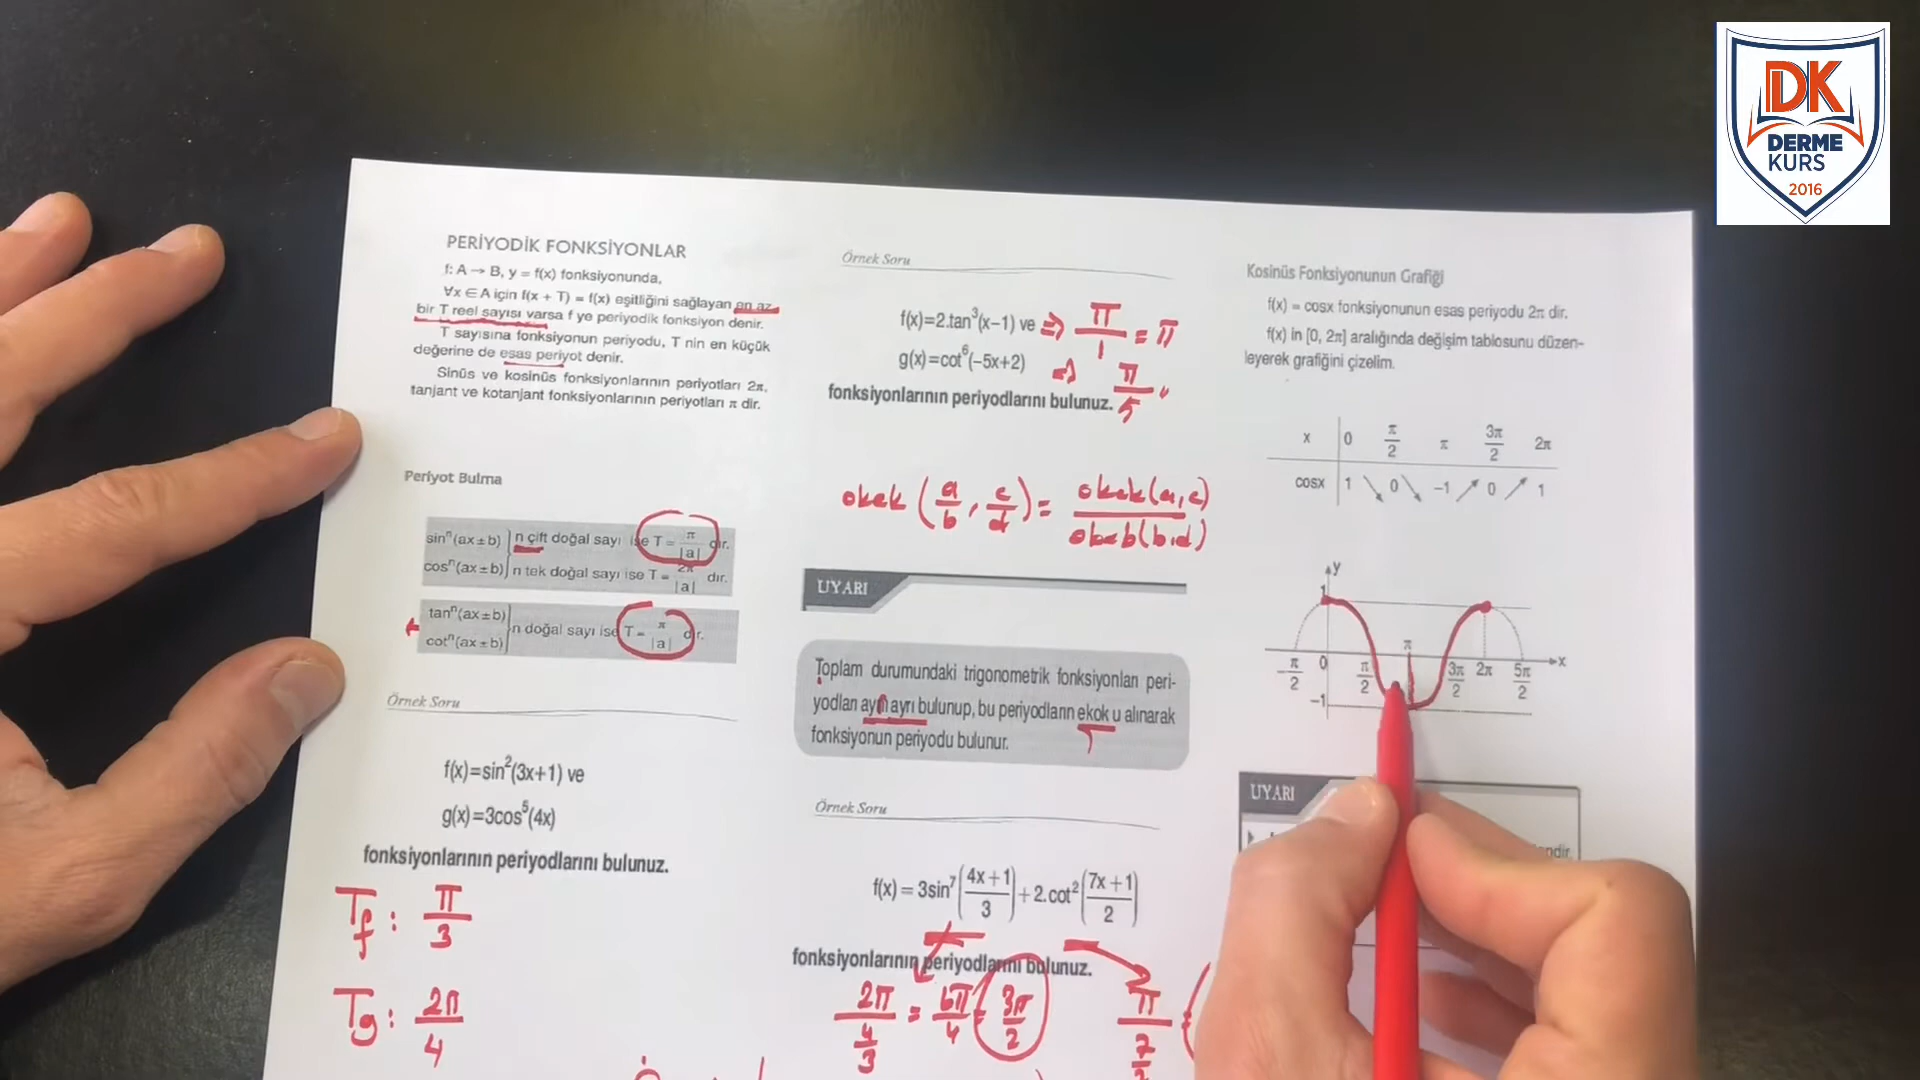 DK
DERME
KURS
2016
PERİYODİK FONKSİYONLAR
f: A → B, y = f(x) fonksiyonunda,
∀x ∈ A için f(x + T) = f(x) eşitliğini sağlayan en az
bir T reel sayısı varsa f ye periyodik fonksiyon denir.
T sayısına fonksiyonun periyodu, T nin en küçük
değerine de esas periyot denir.
Sinüs ve kosinüs fonksiyonlarının periyotları 2π,
tanjant ve kotanjant fonksiyonlarının periyotları π dir.
Periyot Bulma
sinⁿ(ax±b) n çift doğal sayı ise T = π/|a| dır.
cosⁿ(ax±b) n tek doğal sayı ise T = 2π/|a| dır.
tanⁿ(ax±b)
cotⁿ(ax±b) n doğal sayı ise T = π/|a| dır.
Örnek Soru
f(x)=sin²(3x+1) ve
g(x)=3cos⁵(4x)
fonksiyonlarının periyodlarını bulunuz.
Tf: π/3
Tg: 2π/4
Örnek Soru
f(x)=2.tan³(x−1) ve ⇒ π/1 = π
g(x)=cot⁶(−5x+2) ⇒ π/5
fonksiyonlarının periyodlarını bulunuz.
okek (a/b, c/d) = okek(a,c)/obeb(b,d)
UYARI
Toplam durumundaki trigonometrik fonksiyonları peri-
yodları ayrı ayrı bulunup, bu periyodların ekok u alınarak
fonksiyonun periyodu bulunur.
Örnek Soru
f(x) = 3sin⁷((4x+1)/3) + 2.cot²((7x+1)/2)
fonksiyonlarının periyodlarını bulunuz.
2π/(4/3) = 6π/4 = 3π/2 π/(7/2) =
Kosinüs Fonksiyonunun Grafiği
f(x) = cosx fonksiyonunun esas periyodu 2π dir.
f(x) in [0, 2π] aralığında değişim tablosunu düzen-
leyerek grafiğini çizelim.
x 0 π/2 π 3π/2 2π
cosx 1 ↘ 0 ↘ −1 ↗ 0 ↗ 1
y
1
π
−π/2 0 π/2 3π/2 2π 5π/2 x
−1
UYARI